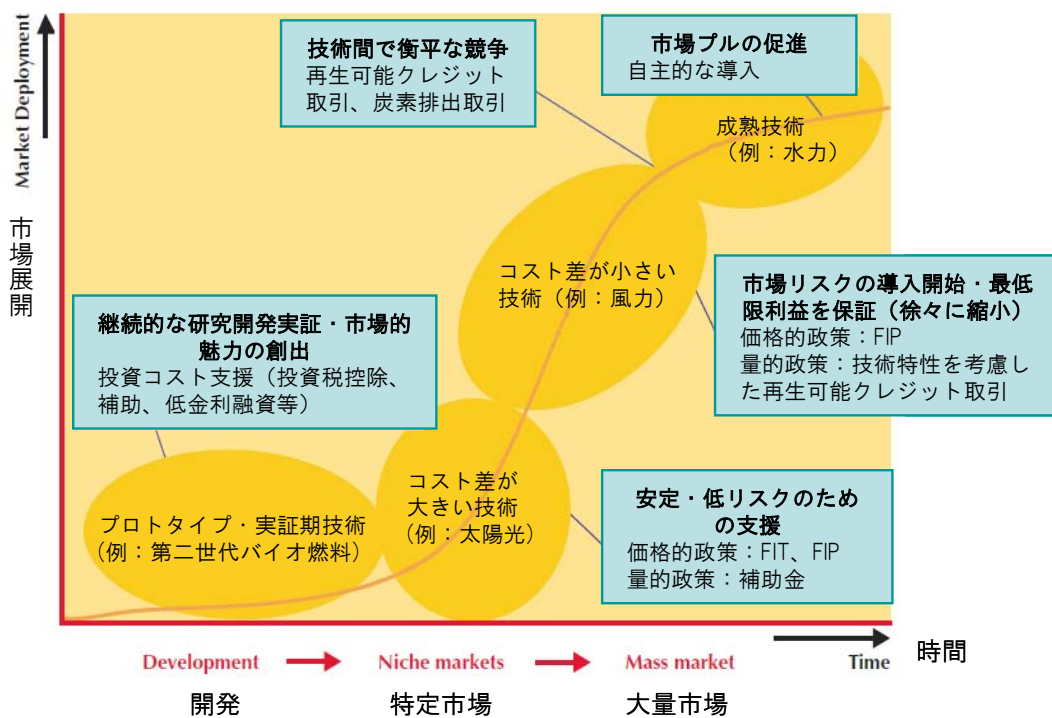 Market Deployment
市場展開
技術間で衡平な競争
再生可能クレジット
取引、炭素排出取引
市場プルの促進
自主的な導入
成熟技術
（例：水力）
コスト差が小さい
技術（例：風力）
市場リスクの導入開始・最低
限利益を保証（徐々に縮小）
価格的政策：FIP
量的政策：技術特性を考慮し
た再生可能クレジット取引
継続的な研究開発実証・市場的
魅力の創出
投資コスト支援（投資税控除、
補助、低金利融資等）
コスト差が
大きい技術
（例：太陽光）
プロトタイプ・実証期技術
（例：第二世代バイオ燃料）
安定・低リスクのため
の支援
価格的政策：FIT、FIP
量的政策：補助金
Development
Niche markets
Mass market
Time
時間
開発
特定市場
大量市場